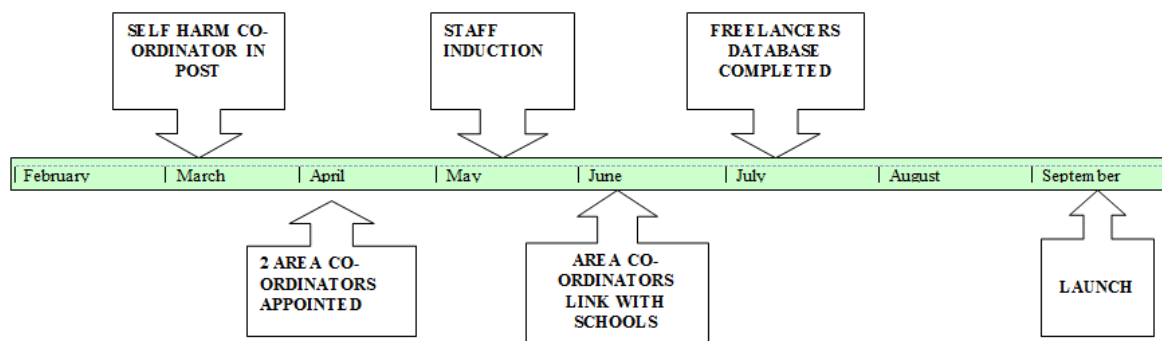 SELF HARM CO-
ORDINATOR IN
POST
STAFF
INDUCTION
FREELANCERS
DATABASE
COMPLETED
February March April May June July August September
2 AREA CO-
ORDINATORS
APPOINTED
AREA CO-
ORDINATORS
LINK WITH
SCHOOLS
LAUNCH